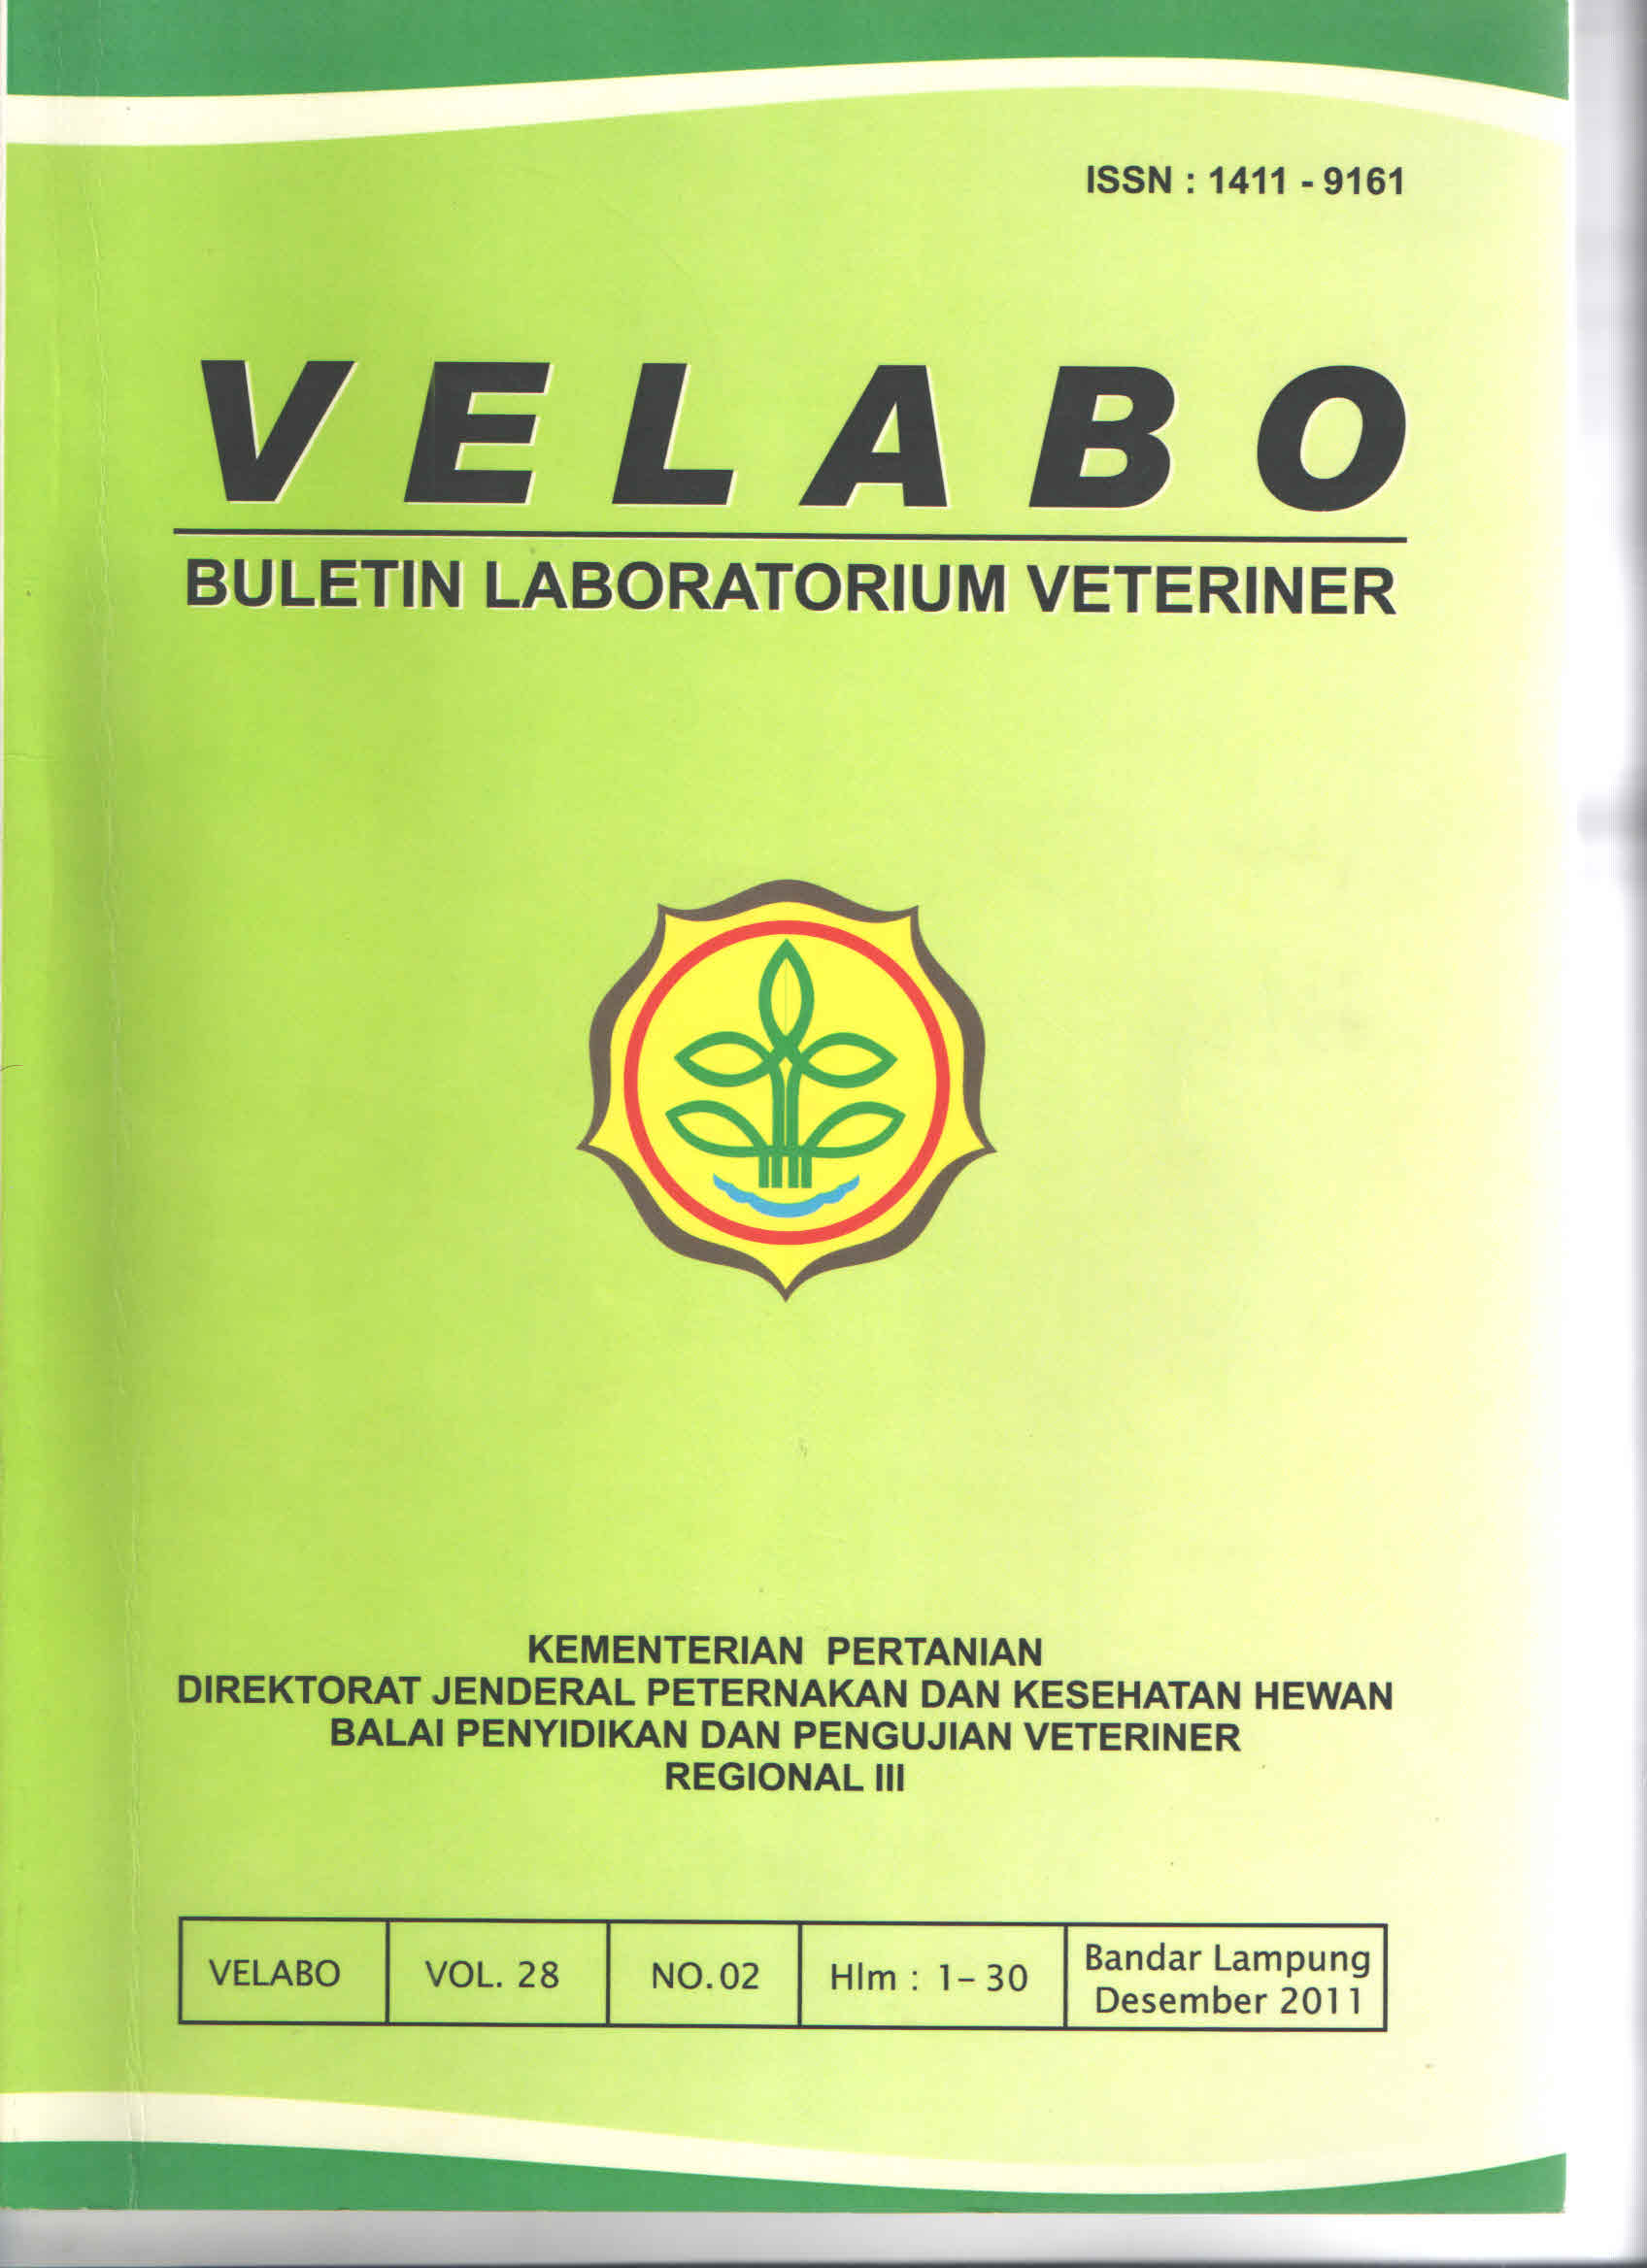 ISSN : 1411 - 9161
VELABO
BULETIN LABORATORIUM VETERINER
KEMENTERIAN PERTANIAN
DIREKTORAT JENDERAL PETERNAKAN DAN KESEHATAN HEWAN
BALAI PENYIDIKAN DAN PENGUJIAN VETERINER
REGIONAL III
VELABO VOL. 28 NO.02 Hlm : 1- 30 Bandar Lampung
Desember 2011